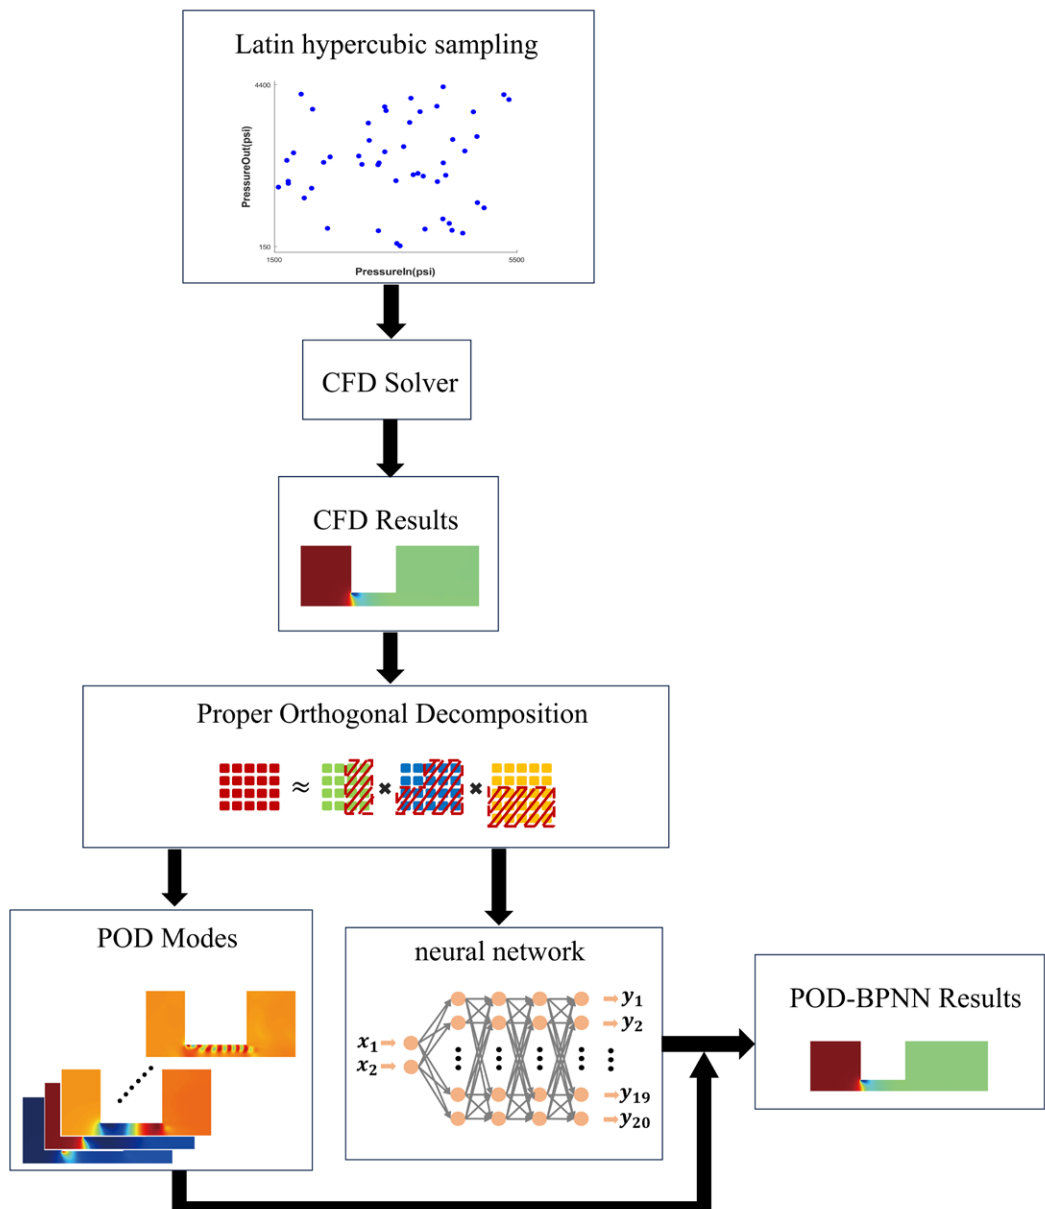 Latin hypercubic sampling
4400
PressureOut(psi)
150
1500
5500
PressureIn(psi)
CFD Solver
CFD Results
Proper Orthogonal Decomposition
≈ × ×
POD Modes
neural network
x₁
x₂
y₁
y₂
y₁₉
y₂₀
POD-BPNN Results